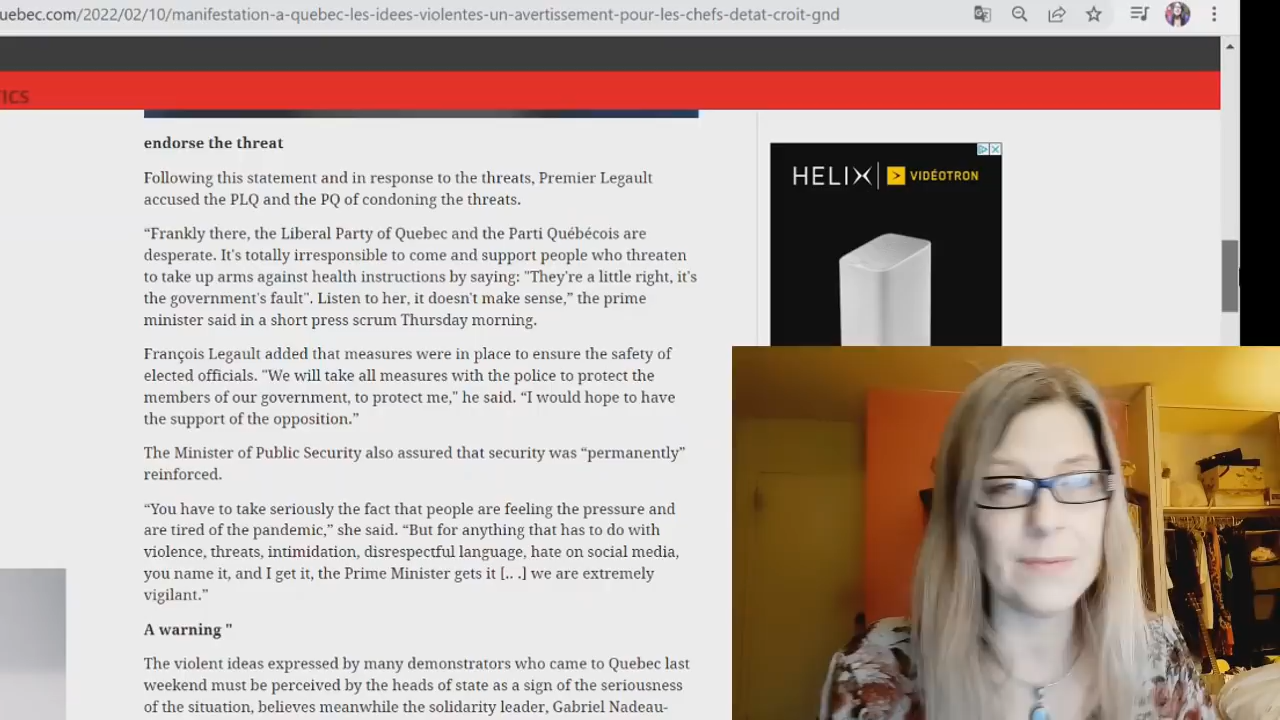 uebec.com/2022/02/10/manifestation-a-quebec-les-idees-violentes-un-avertissement-pour-les-chefs-detat-croit-gnd
TICS
endorse the threat
Following this statement and in response to the threats, Premier Legault
accused the PLQ and the PQ of condoning the threats.
“Frankly there, the Liberal Party of Quebec and the Parti Québécois are
desperate. It's totally irresponsible to come and support people who threaten
to take up arms against health instructions by saying: "They're a little right, it's
the government's fault". Listen to her, it doesn't make sense,” the prime
minister said in a short press scrum Thursday morning.
François Legault added that measures were in place to ensure the safety of
elected officials. "We will take all measures with the police to protect the
members of our government, to protect me," he said. “I would hope to have
the support of the opposition.”
The Minister of Public Security also assured that security was “permanently”
reinforced.
“You have to take seriously the fact that people are feeling the pressure and
are tired of the pandemic,” she said. “But for anything that has to do with
violence, threats, intimidation, disrespectful language, hate on social media,
you name it, and I get it, the Prime Minister gets it [.. .] we are extremely
vigilant.”
A warning "
The violent ideas expressed by many demonstrators who came to Quebec last
weekend must be perceived by the heads of state as a sign of the seriousness
of the situation, believes meanwhile the solidarity leader, Gabriel Nadeau-
HELIX VIDÉOTRON